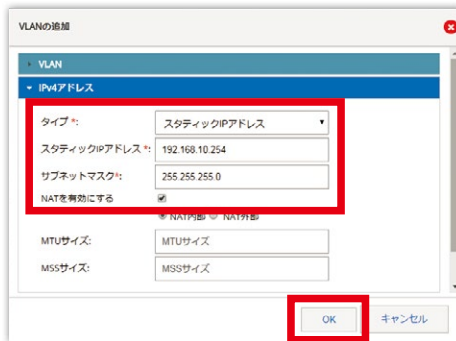 VLANの追加
VLAN
IPv4アドレス
タイプ *: スタティックIPアドレス
スタティックIPアドレス *: 192.168.10.254
サブネットマスク*: 255.255.255.0
NATを有効にする
NAT内部 NAT外部
MTUサイズ: MTUサイズ
MSSサイズ: MSSサイズ
OK キャンセル